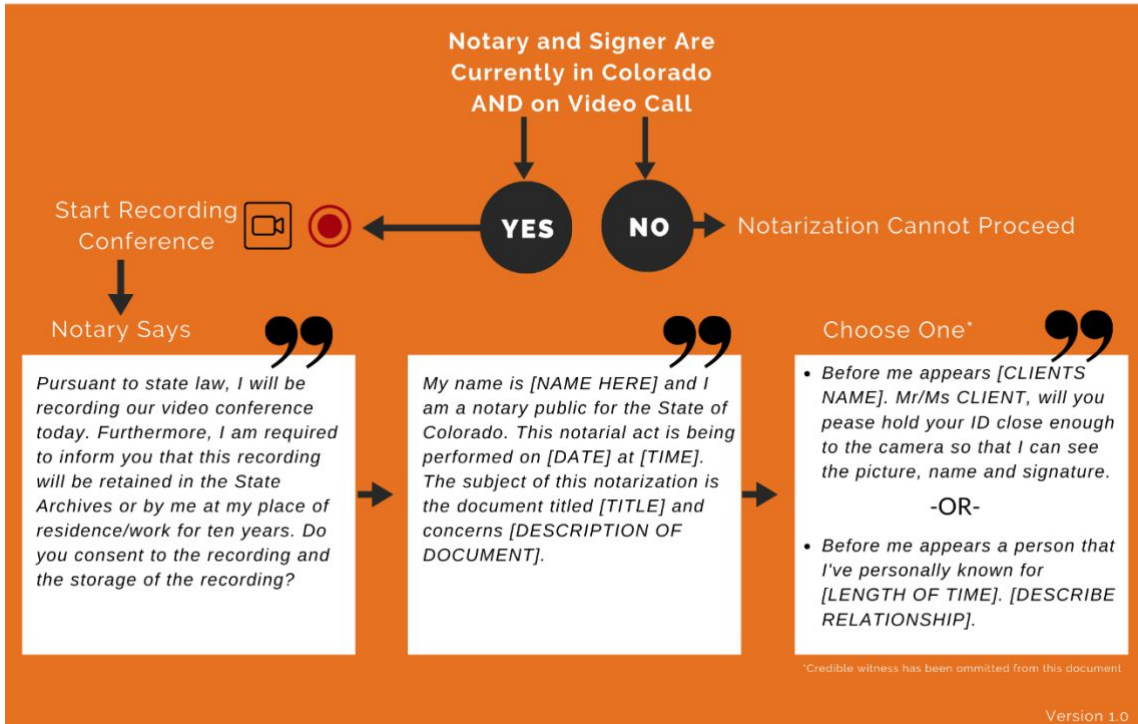 Notary and Signer Are
Currently in Colorado
AND on Video Call
YES
NO
Start Recording
Conference
Notarization Cannot Proceed
Notary Says
Pursuant to state law, I will be
recording our video conference
today. Furthermore, I am required
to inform you that this recording
will be retained in the State
Archives or by me at my place of
residence/work for ten years. Do
you consent to the recording and
the storage of the recording?
My name is [NAME HERE] and I
am a notary public for the State of
Colorado. This notarial act is being
performed on [DATE] at [TIME].
The subject of this notarization is
the document titled [TITLE] and
concerns [DESCRIPTION OF
DOCUMENT].
Choose One*
• Before me appears [CLIENTS
NAME]. Mr/Ms CLIENT, will you
pease hold your ID close enough
to the camera so that I can see
the picture, name and signature.
-OR-
• Before me appears a person that
I've personally known for
[LENGTH OF TIME]. [DESCRIBE
RELATIONSHIP].
*Credible witness has been ommitted from this document
Version 1.0